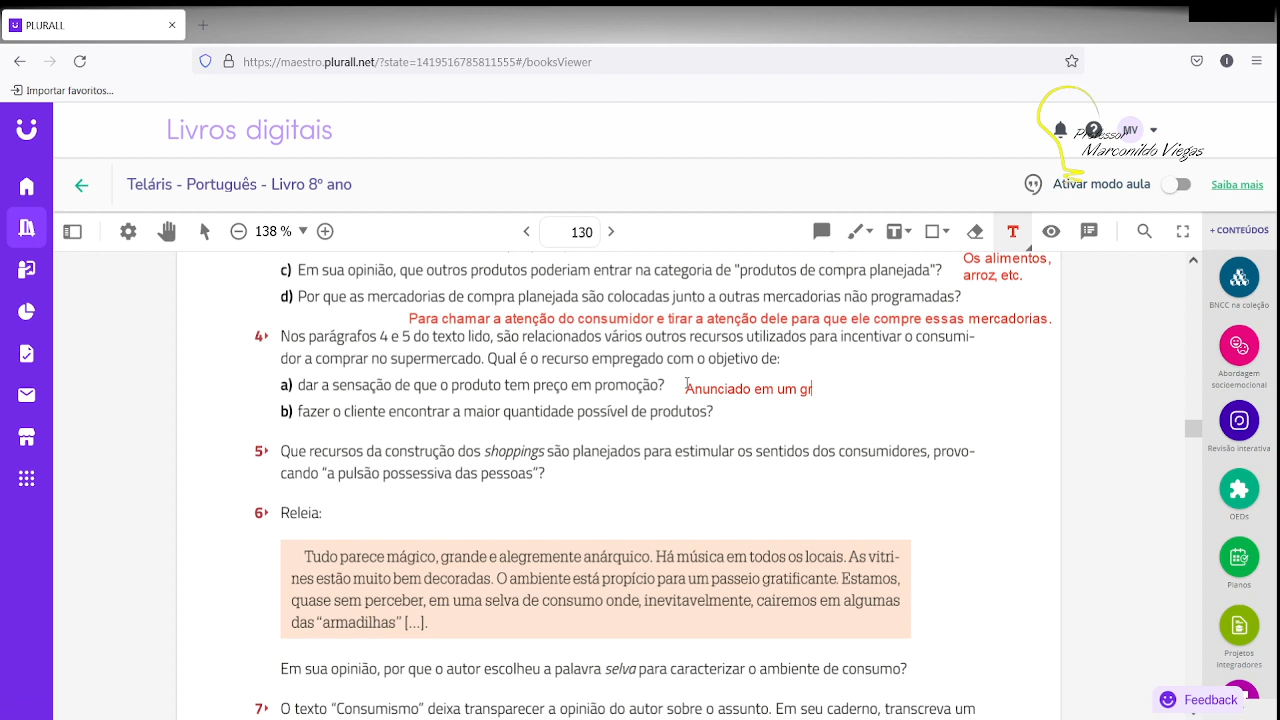 PLURALL
https://maestro.plurall.net/?state=1419516785811555#/booksViewer
Importar favoritos...
Livros digitais
MV
Professor
Marconildo Viegas
Teláris - Português - Livro 8º ano
Ativar modo aula
Saiba mais
138 %
130
T
+ CONTEÚDOS
c) Em sua opinião, que outros produtos poderiam entrar na categoria de "produtos de compra planejada"?
Os alimentos,
arroz, etc.
d) Por que as mercadorias de compra planejada são colocadas junto a outras mercadorias não programadas?
Para chamar a atenção do consumidor e tirar a atenção dele para que ele compre essas mercadorias.
4 Nos parágrafos 4 e 5 do texto lido, são relacionados vários outros recursos utilizados para incentivar o consumi-
dor a comprar no supermercado. Qual é o recurso empregado com o objetivo de:
a) dar a sensação de que o produto tem preço em promoção? Anunciado em um gr
b) fazer o cliente encontrar a maior quantidade possível de produtos?
5 Que recursos da construção dos shoppings são planejados para estimular os sentidos dos consumidores, provo-
cando “a pulsão possessiva das pessoas”?
6 Releia:
Tudo parece mágico, grande e alegremente anárquico. Há música em todos os locais. As vitri-
nes estão muito bem decoradas. O ambiente está propício para um passeio gratificante. Estamos,
quase sem perceber, em uma selva de consumo onde, inevitavelmente, cairemos em algumas
das “armadilhas” [...].
Em sua opinião, por que o autor escolheu a palavra selva para caracterizar o ambiente de consumo?
7 O texto “Consumismo” deixa transparecer a opinião do autor sobre o assunto. Em seu caderno, transcreva um
BNCC na coleção
Abordagem
socioemocional
Revisão interativa
OEDs
Planos
Projetos
integradores
Feedback